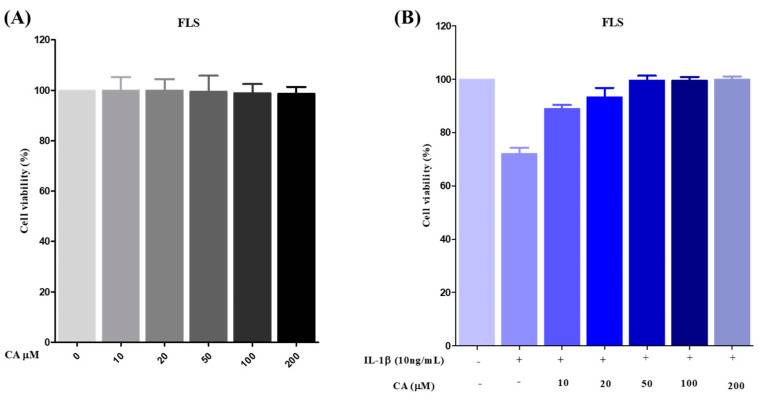 (A)
FLS
120
100
80
60
40
20
0
Cell viability (%)
CA μM
0 10 20 50 100 200
(B)
FLS
120
100
80
60
40
20
0
Cell viability (%)
IL-1β (10ng/mL) - + + + + + +
CA (μM) - - 10 20 50 100 200